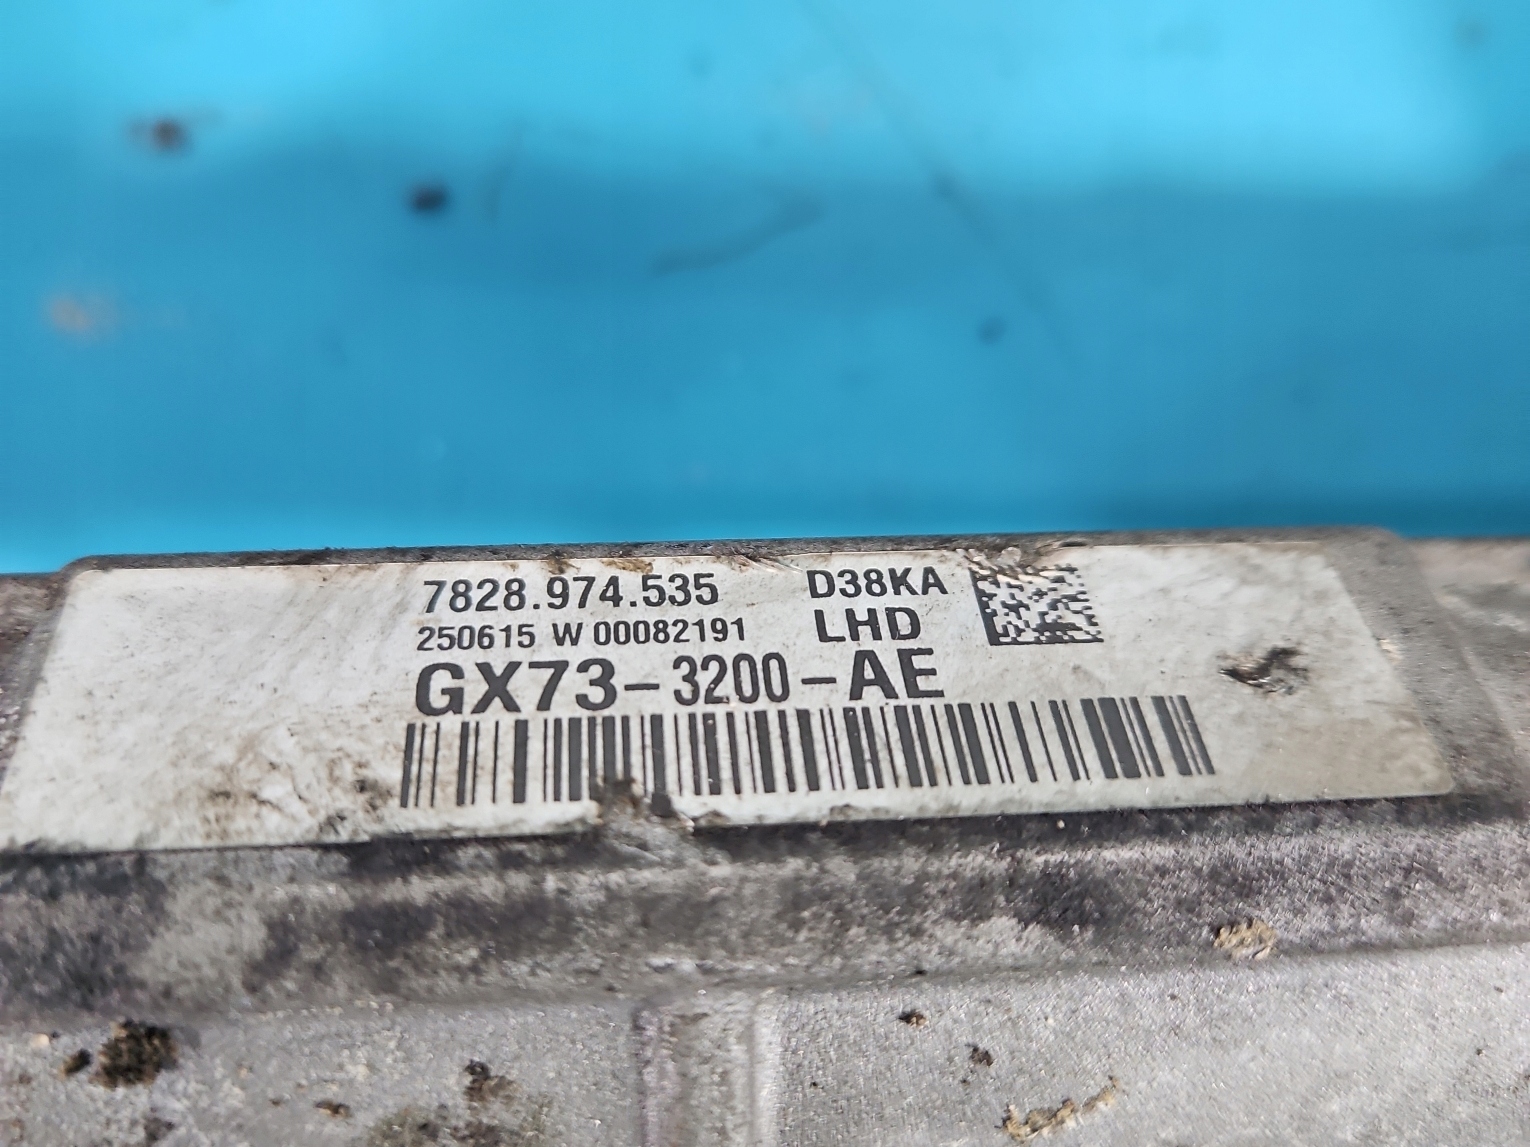 7828.974.535 D38KA
250615 W 00082191 LHD
GX73-3200-AE